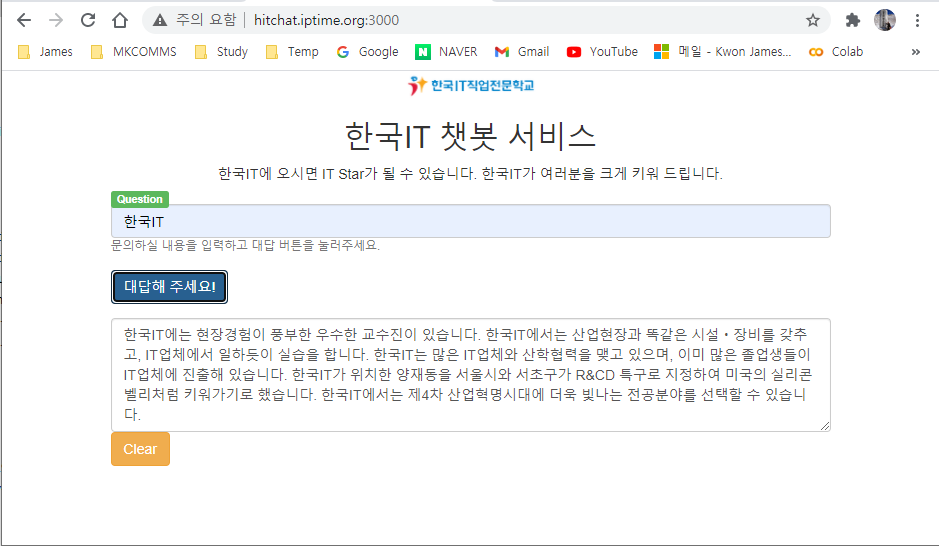 주의 요함 hitchat.iptime.org:3000
James MKCOMMS Study Temp Google NAVER Gmail YouTube 메일 - Kwon James... Colab »
한국IT직업전문학교
한국IT 챗봇 서비스
한국IT에 오시면 IT Star가 될 수 있습니다. 한국IT가 여러분을 크게 키워 드립니다.
Question
한국IT
문의하실 내용을 입력하고 대답 버튼을 눌러주세요.
대답해 주세요!
한국IT에는 현장경험이 풍부한 우수한 교수진이 있습니다. 한국IT에서는 산업현장과 똑같은 시설・장비를 갖추
고, IT업체에서 일하듯이 실습을 합니다. 한국IT는 많은 IT업체와 산학협력을 맺고 있으며, 이미 많은 졸업생들이
IT업체에 진출해 있습니다. 한국IT가 위치한 양재동을 서울시와 서초구가 R&CD 특구로 지정하여 미국의 실리콘
벨리처럼 키워가기로 했습니다. 한국IT에서는 제4차 산업혁명시대에 더욱 빛나는 전공분야를 선택할 수 있습니
다.
Clear